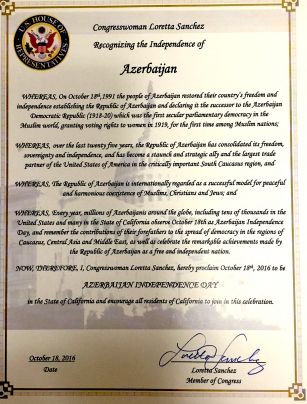 U.S. HOUSE OF
REPRESENTATIVES
Congresswoman Loretta Sanchez
Recognizing the Independence of
Azerbaijan
WHEREAS, On October 18th,1991 the people of Azerbaijan restored their country's freedom and
independence establishing the Republic of Azerbaijan and declaring it the successor to the Azerbaijan
Democratic Republic (1918-20) which was the first secular parliamentary democracy in the
Muslim world, granting voting rights to women in 1919, for the first time among Muslim nations;
WHEREAS, over the last twenty five years, the Republic of Azerbaijan has consolidated its freedom,
sovereignty and independence, and has become a staunch and strategic ally and the largest trade
partner of the United States of America in the critically important South Caucasus region, and
WHEREAS, The Republic of Azerbaijan is internationally regarded as a successful model for peaceful
and harmonious coexistence of Muslims, Christians and Jews; and
WHEREAS, Every year, millions of Azerbaijanis around the globe, including tens of thousands in the
United States and many in the State of California observe October 18th as Azerbaijan Independence
Day, and remember the contributions of their forefathers to the spread of democracy in the regions of
Caucasus, Central Asia and Middle East, as well as celebrate the remarkable achievements made by
the Republic of Azerbaijan as a free and independent nation.
NOW, THEREFORE, I, Congresswoman Loretta Sanchez, hereby proclaim October 18th, 2016 to be
AZERBAIJAN INDEPENDENCE DAY
in the State of California and encourage all residents of California to join in this celebration.
October 18, 2016
Date
Loretta Sanchez
Loretta Sanchez
Member of Congress